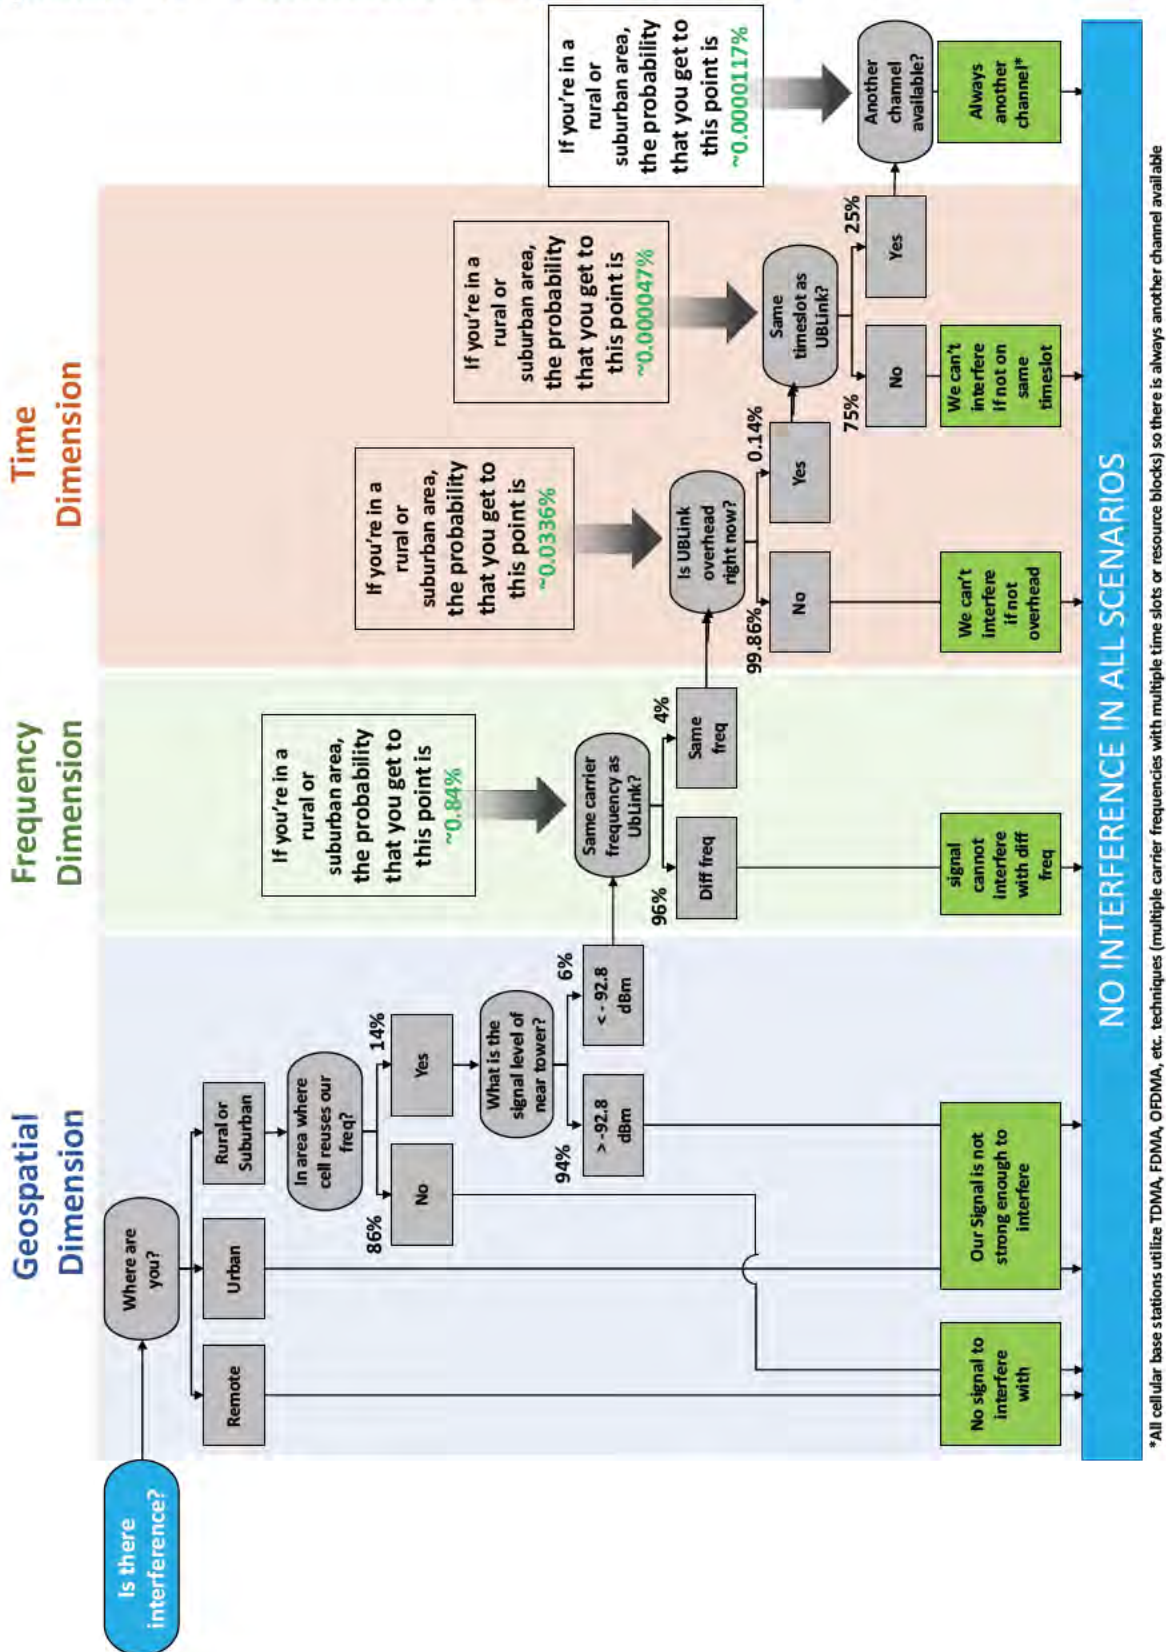 Geospatial
Dimension
Frequency
Dimension
Time
Dimension
Is there
interference?
Where are
you?
Remote
Urban
Rural or
Suburban
In area where
cell reuses our
freq?
86%
14%
No
Yes
What is the
signal level of
near tower?
94%
6%
>-92.8
dBm
< - 92.8
dBm
If you're in a
rural or
suburban area,
the probability
that you get to
this point is
~0.84%
Same carrier
frequency as
UbLink?
96%
4%
Diff freq
Same
freq
If you're in a
rural or
suburban area,
the probability
that you get to
this point is
~0.0336%
Is UBLink
overhead
right now?
99.86%
0.14%
No
Yes
If you're in a
rural or
suburban area,
the probability
that you get to
this point is
~0.000047%
Same
timeslot as
UBLink?
75%
25%
No
Yes
If you're in a
rural or
suburban area,
the probability
that you get to
this point is
~0.0000117%
Another
channel
available?
No signal to
interfere
with
Our Signal is not
strong enough to
interfere
signal
cannot
interfere
with diff
freq
We can't
interfere
if not
overhead
We can't
interfere
if not on
same
timeslot
Always
another
channel*
NO INTERFERENCE IN ALL SCENARIOS
*All cellular base stations utilize TDMA, FDMA, OFDMA, etc. techniques (multiple carrier frequencies with multiple time slots or resource blocks) so there is always another channel available